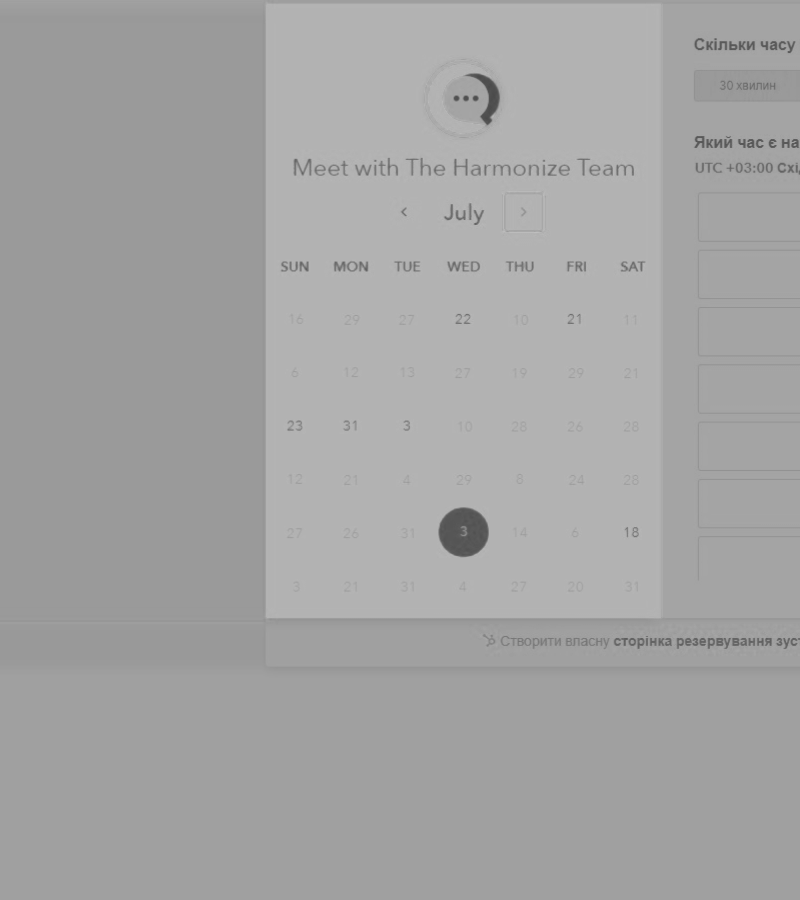 Скільки часу
30 хвилин
Meet with The Harmonize Team
Який час є на
UTC +03:00
July
SUN MON TUE WED THU FRI SAT
16 29 27 22 10 21 11
6 12 13 27 19 29 21
23 31 3 10 28 26 28
12 21 4 29 8 24 28
27 26 31 3 14 6 18
3 21 31 4 27 20 31
Створити власну сторінка резервування